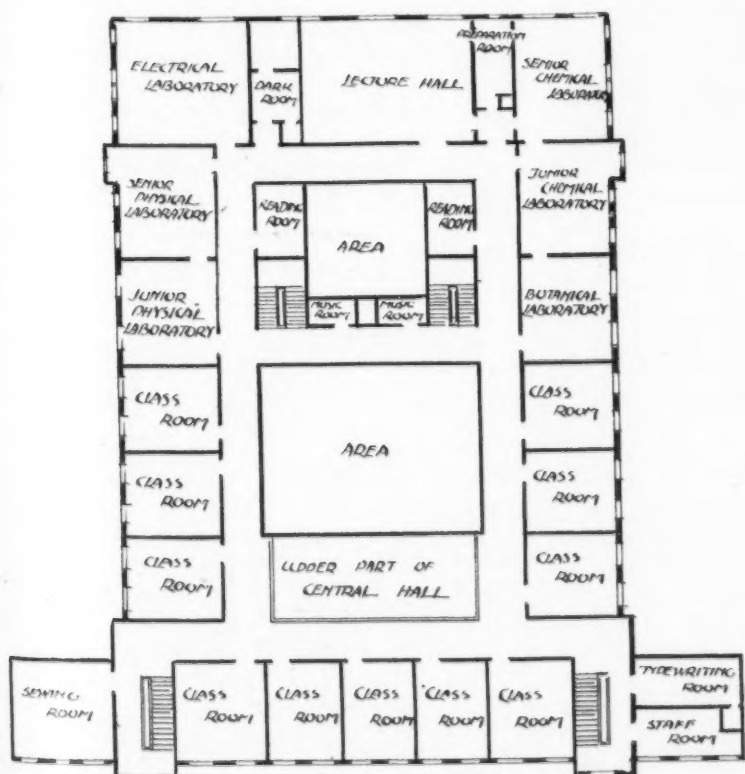 ELECTRICAL
LABORATORY
DARK
ROOM
LECTURE HALL
PREPARATION
ROOM
SENIOR
CHEMICAL
LABORATORY
SENIOR
PHYSICAL
LABORATORY
READING
ROOM
AREA
READING
ROOM
JUNIOR
CHEMICAL
LABORATORY
JUNIOR
PHYSICAL
LABORATORY
MUSIC
ROOM
MUSIC
ROOM
BOTANICAL
LABORATORY
CLASS
ROOM
AREA
CLASS
ROOM
CLASS
ROOM
CLASS
ROOM
CLASS
ROOM
UPPER PART OF
CENTRAL HALL
CLASS
ROOM
SEWING
ROOM
CLASS
ROOM
CLASS
ROOM
CLASS
ROOM
CLASS
ROOM
CLASS
ROOM
TYPEWRITING
ROOM
STAFF
ROOM